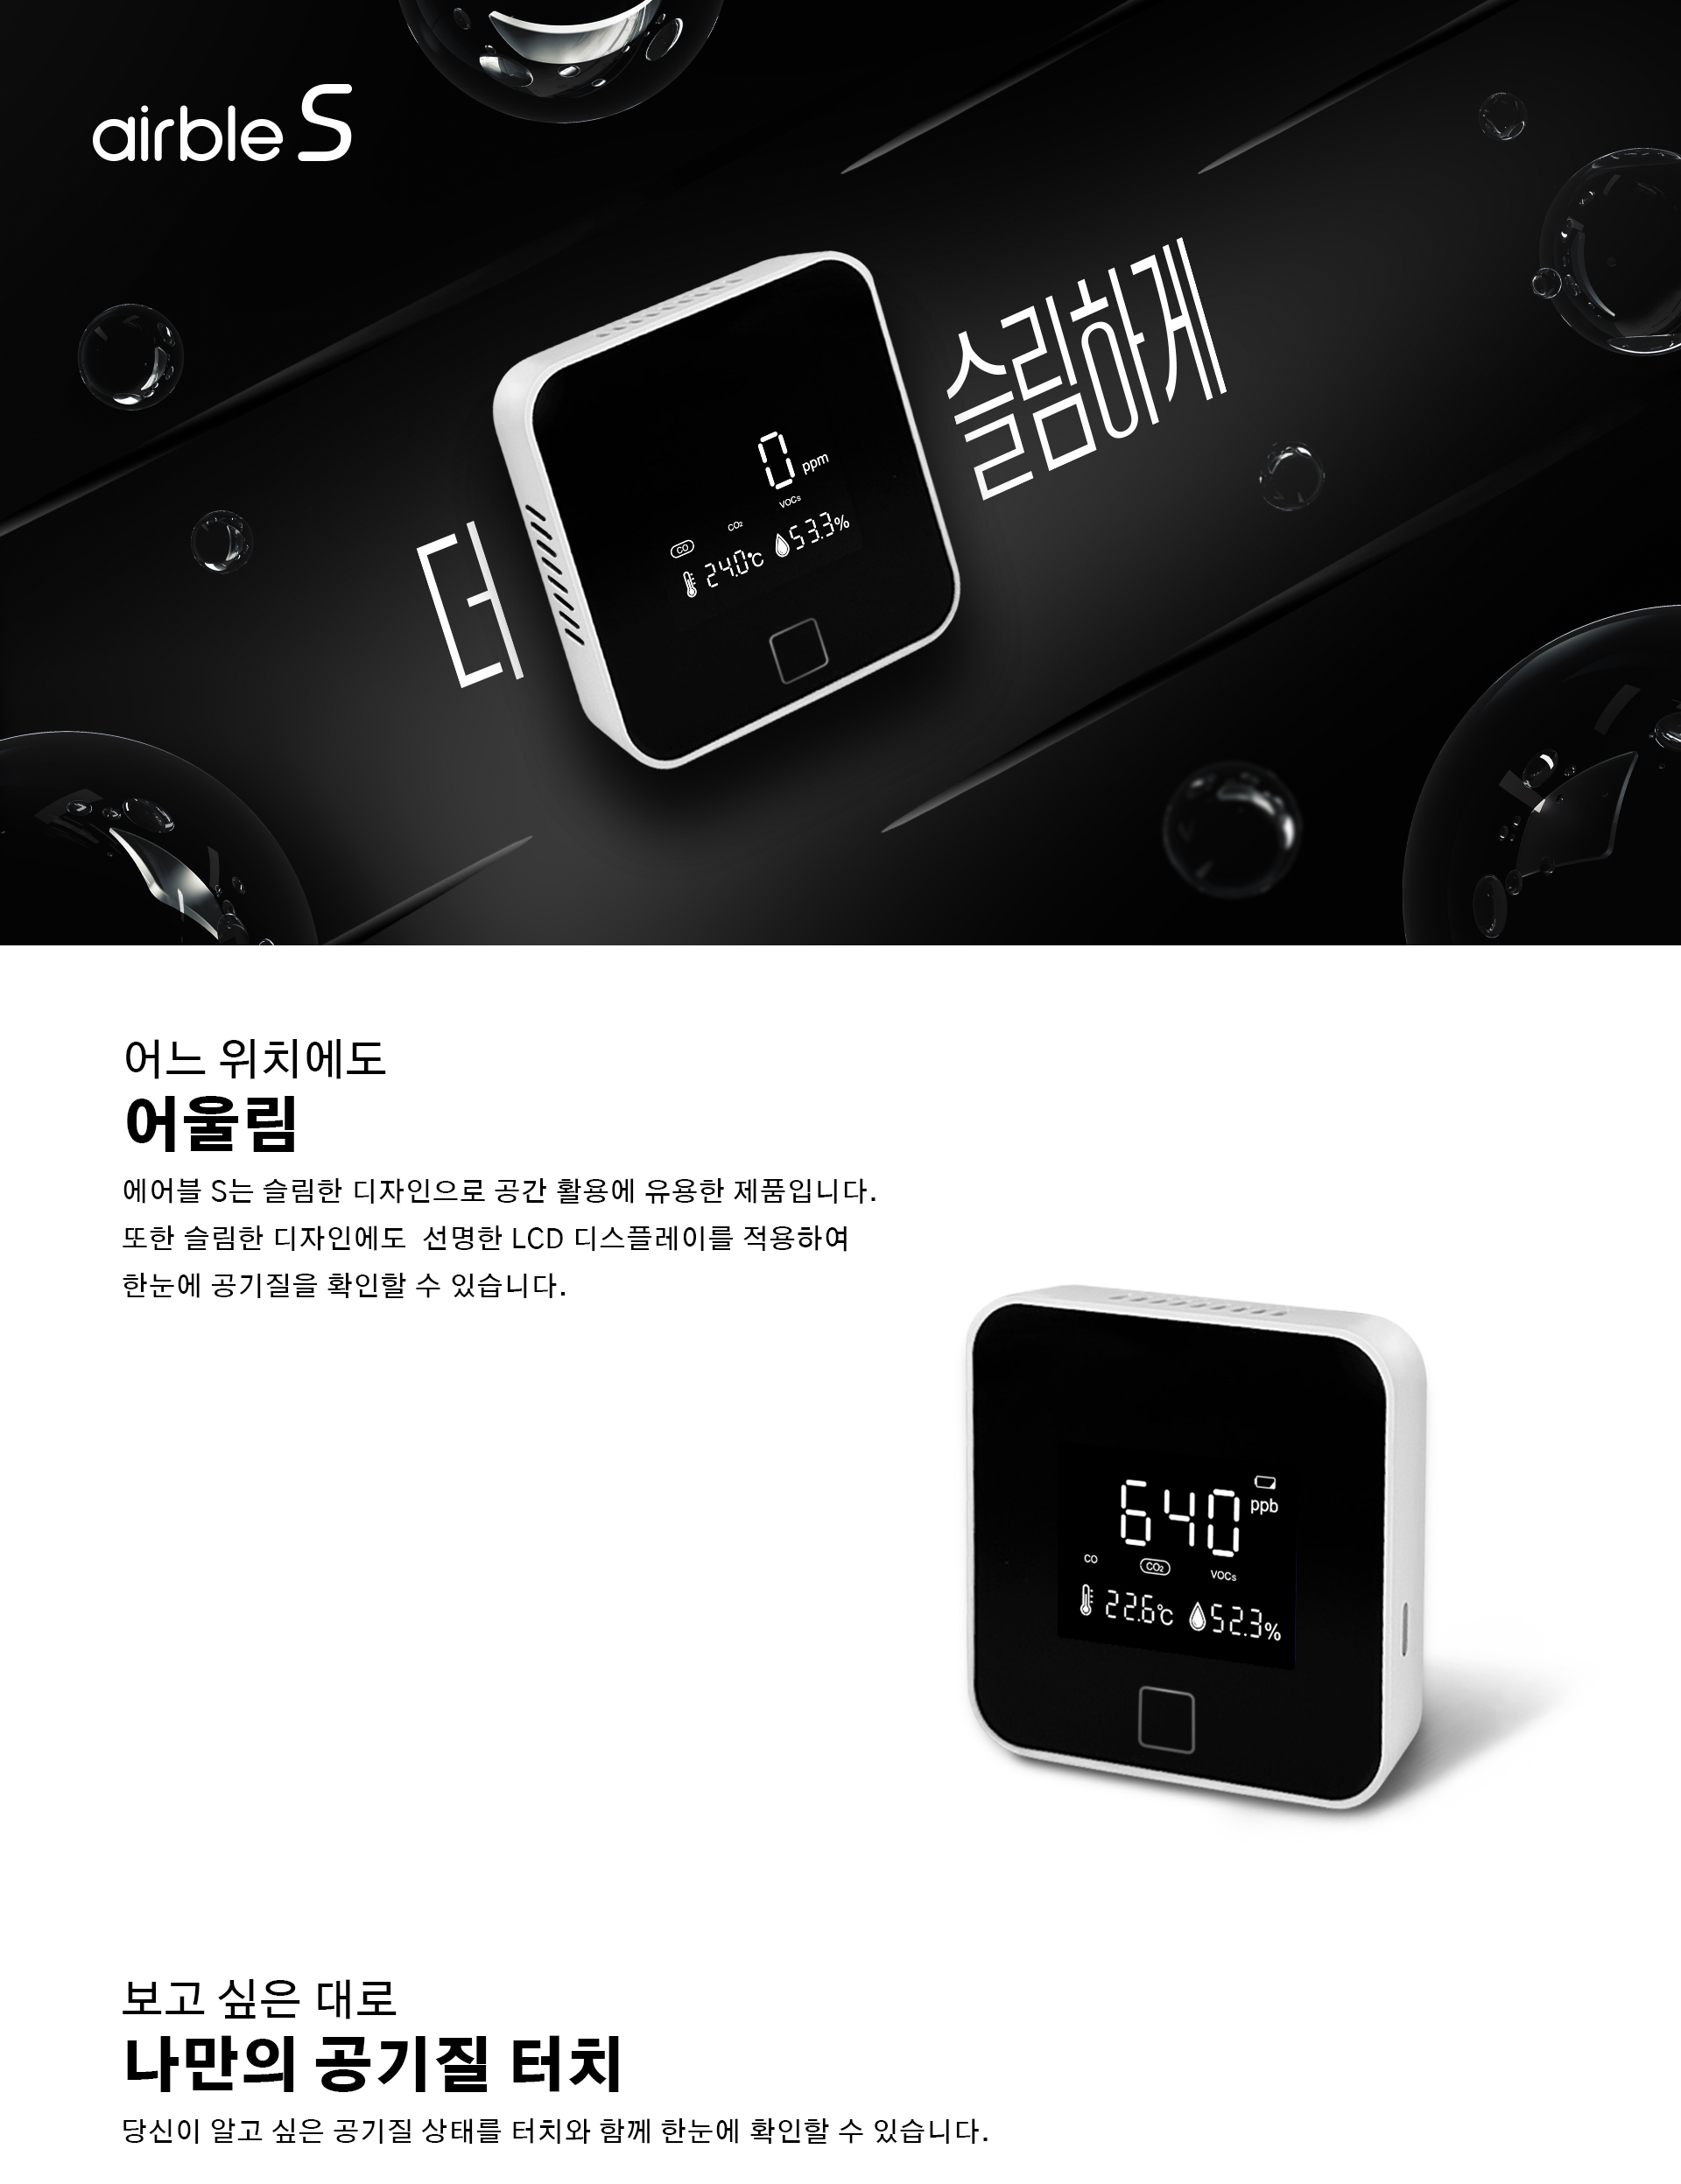 airble S
더 슬림하게
0 ppm
CO CO₂ VOCs
24.0℃ 53.3%
어느 위치에도
어울림
에어블 S는 슬림한 디자인으로 공간 활용에 유용한 제품입니다.
또한 슬림한 디자인에도 선명한 LCD 디스플레이를 적용하여
한눈에 공기질을 확인할 수 있습니다.
640 ppb
CO CO₂ VOCs
22.6℃ 52.3%
보고 싶은 대로
나만의 공기질 터치
당신이 알고 싶은 공기질 상태를 터치와 함께 한눈에 확인할 수 있습니다.